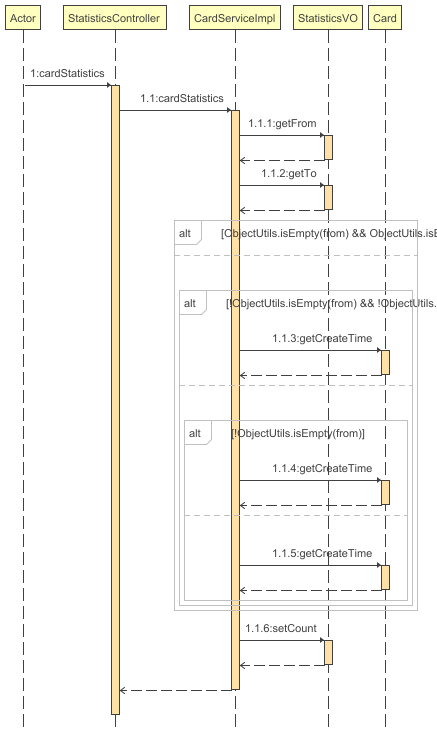 Actor
StatisticsController
CardServiceImpl
StatisticsVO
Card
1:cardStatistics
1.1:cardStatistics
1.1.1:getFrom
1.1.2:getTo
alt
[ObjectUtils.isEmpty(from) && ObjectUtils.isE
alt
[!ObjectUtils.isEmpty(from) && !ObjectUtils.
1.1.3:getCreateTime
alt
[!ObjectUtils.isEmpty(from)]
1.1.4:getCreateTime
1.1.5:getCreateTime
1.1.6:setCount